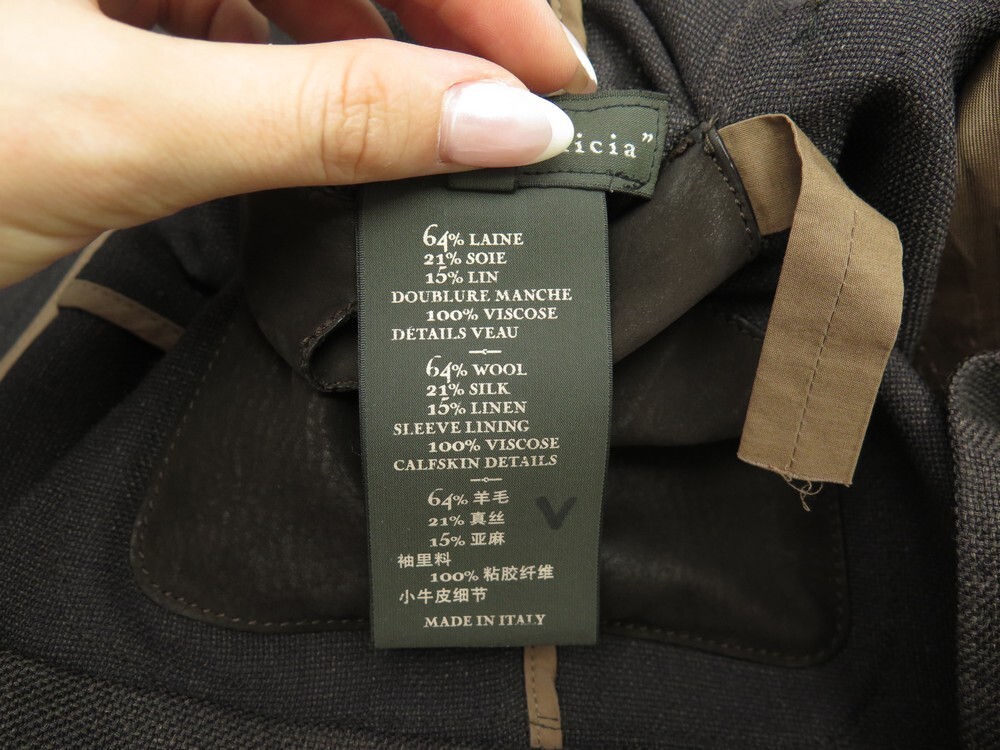 icia”
64% LAINE
21% SOIE
15% LIN
DOUBLURE MANCHE
100% VISCOSE
DÉTAILS VEAU
64% WOOL
21% SILK
15% LINEN
SLEEVE LINING
100% VISCOSE
CALFSKIN DETAILS
64% 羊毛
21% 真丝
15% 亚麻
袖里料
100% 粘胶纤维
小牛皮细节
MADE IN ITALY